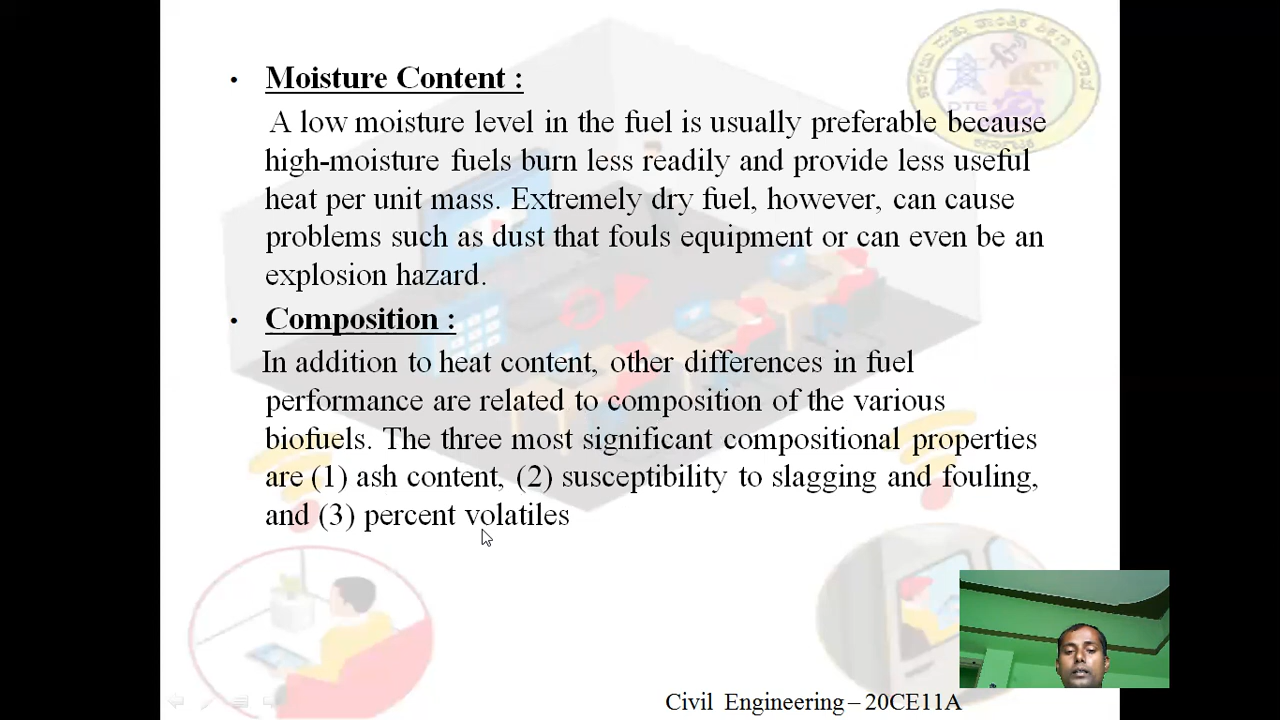 • Moisture Content :
A low moisture level in the fuel is usually preferable because
high-moisture fuels burn less readily and provide less useful
heat per unit mass. Extremely dry fuel, however, can cause
problems such as dust that fouls equipment or can even be an
explosion hazard.
• Composition :
In addition to heat content, other differences in fuel
performance are related to composition of the various
biofuels. The three most significant compositional properties
are (1) ash content, (2) susceptibility to slagging and fouling,
and (3) percent volatiles
DTE
Civil Engineering – 20CE11A